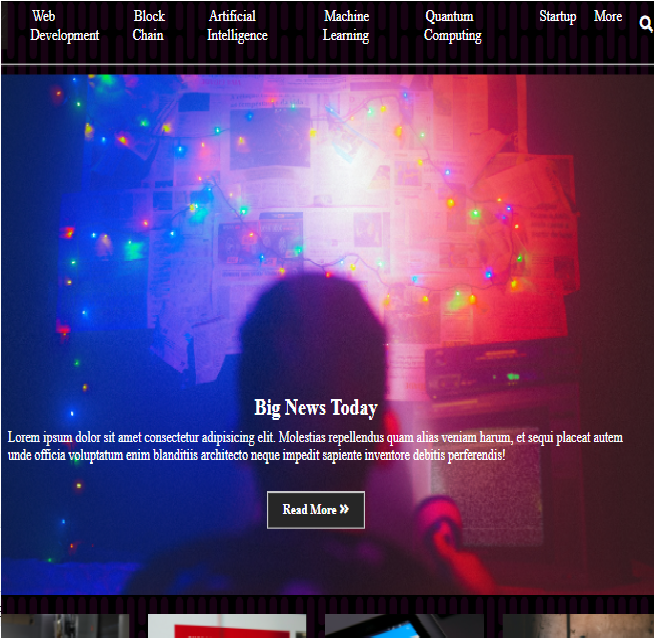 Web Block Artificial Machine Quantum Startup More
Development Chain Intelligence Learning Computing
Big News Today
Lorem ipsum dolor sit amet consectetur adipisicing elit. Molestias repellendus quam alias veniam harum, et sequi placeat autem
unde officia voluptatum enim blanditiis architecto neque impedit sapiente inventore debitis perferendis!
Read More »